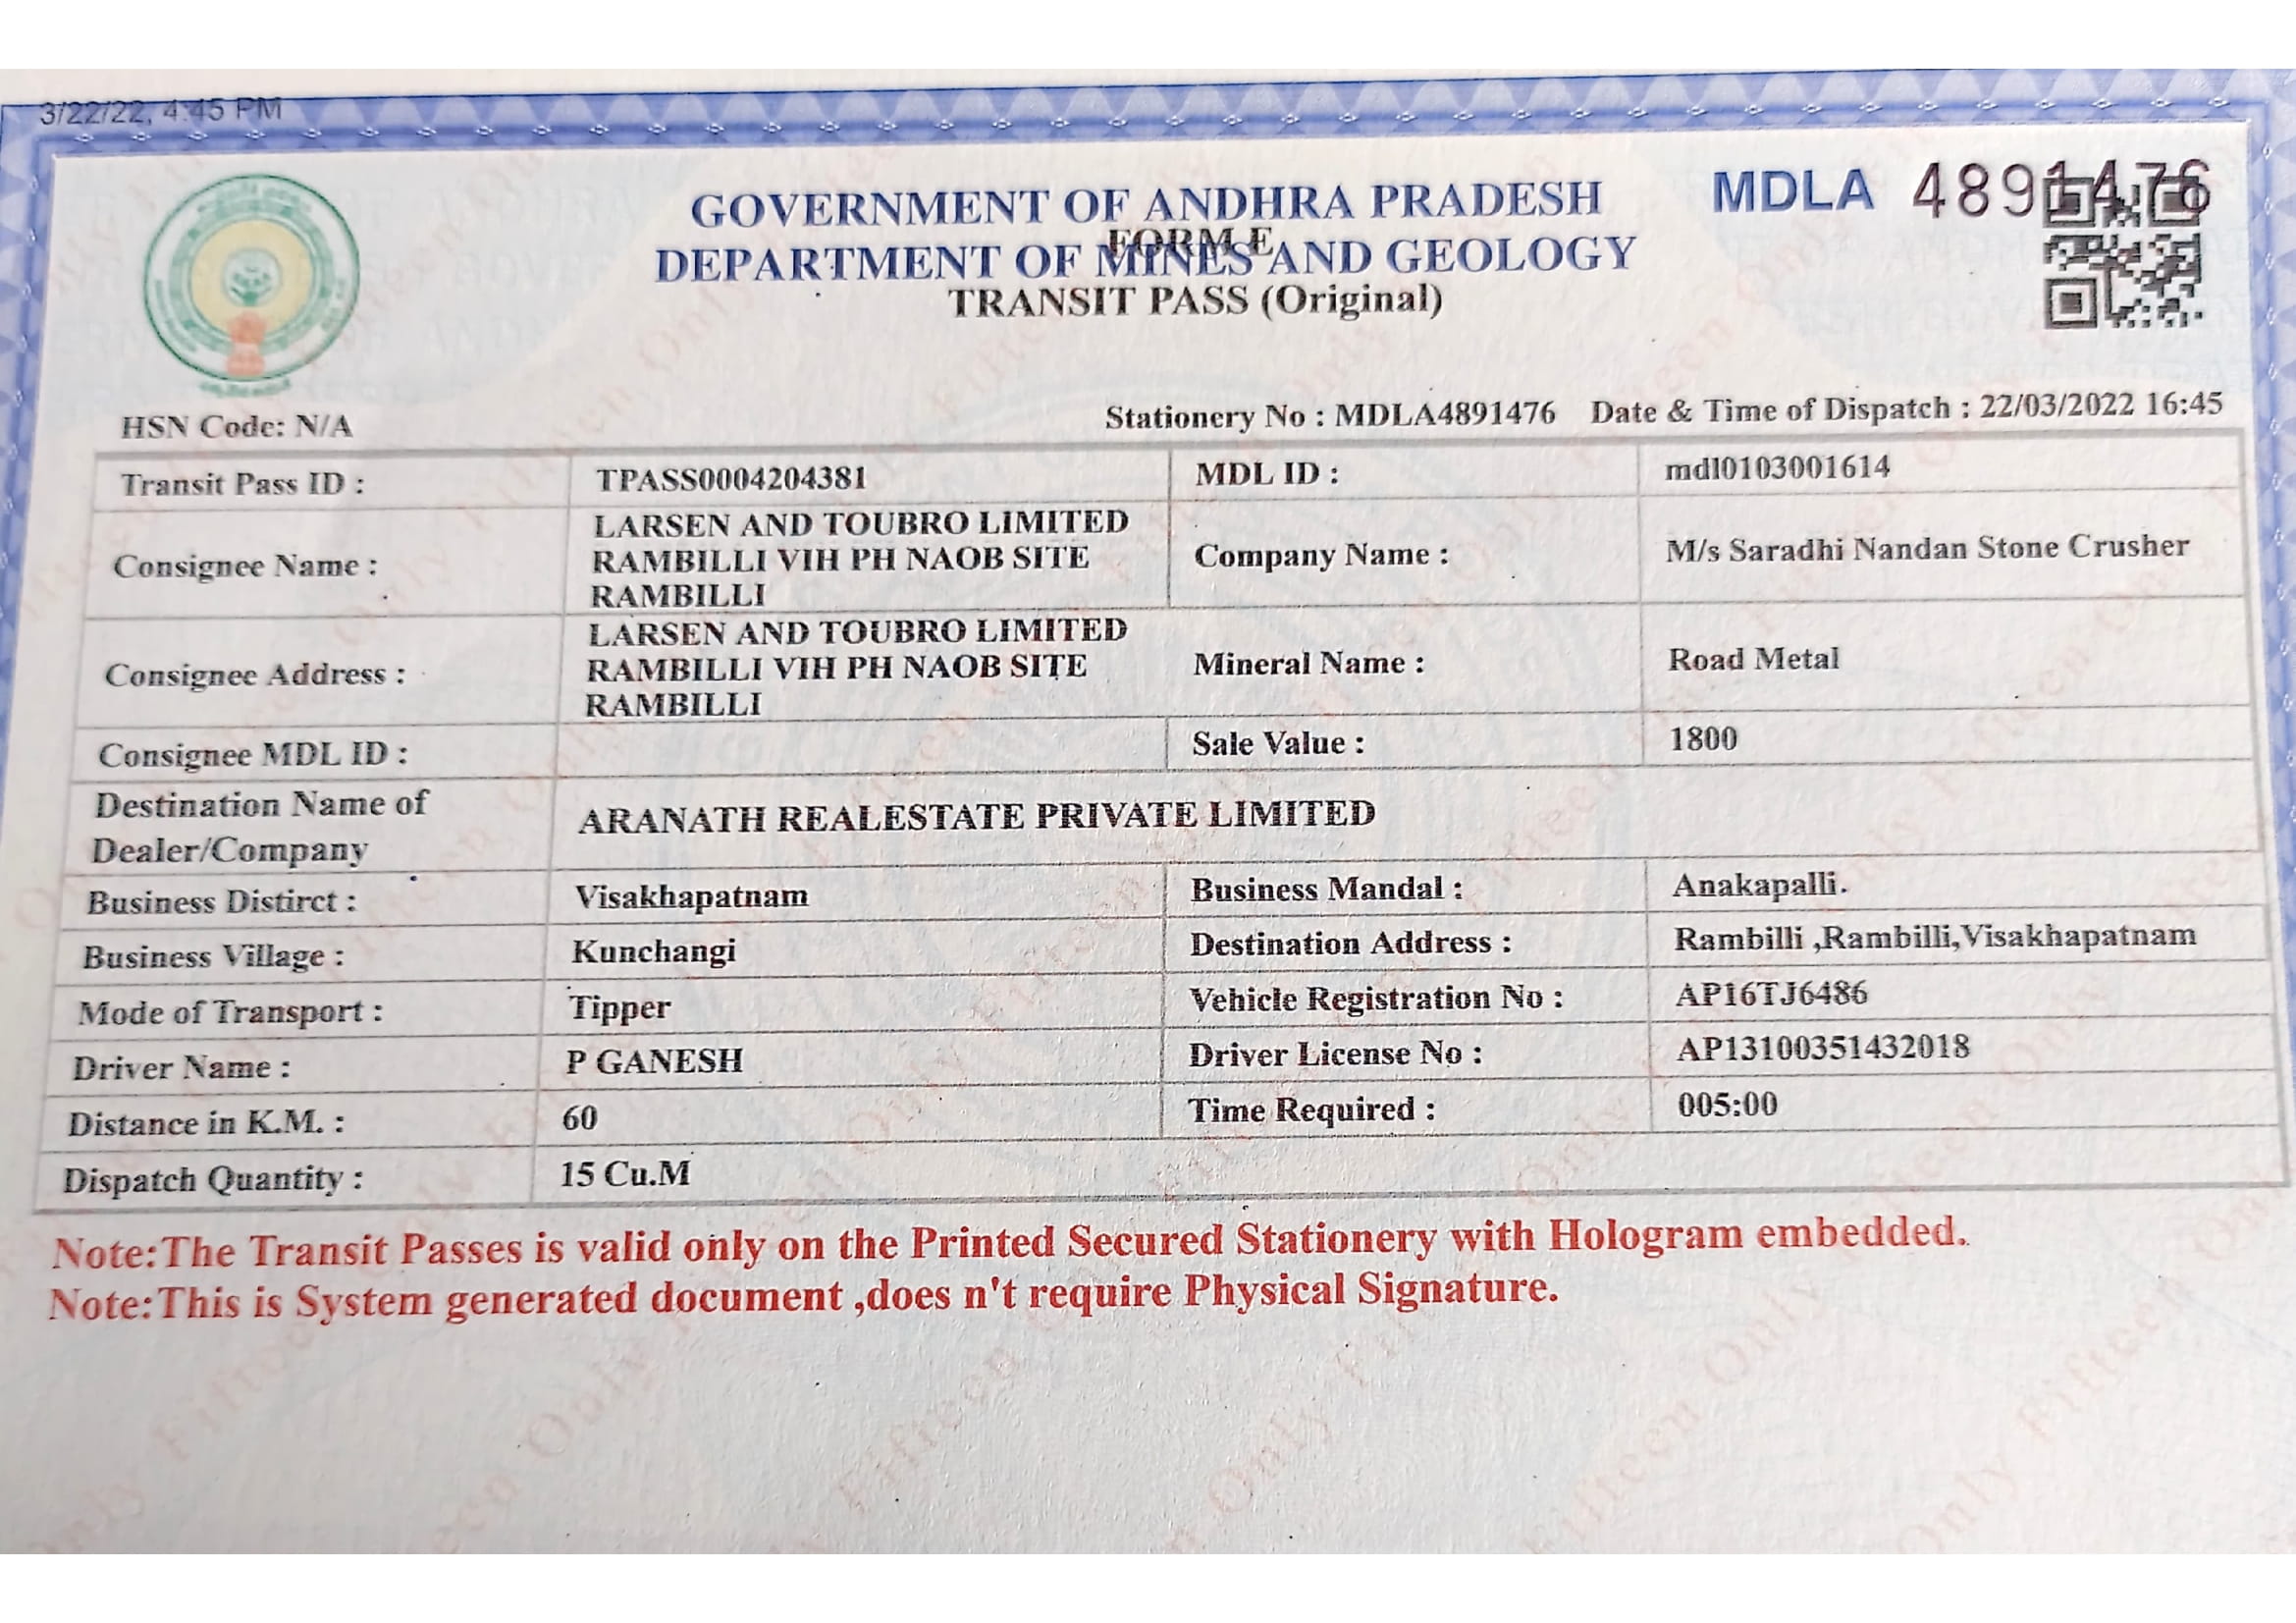 3/22/22, 4:45 PM
MDLA 4891476
GOVERNMENT OF ANDHRA PRADESH
FORM E
DEPARTMENT OF MINES AND GEOLOGY
TRANSIT PASS (Original)
HSN Code: N/A
Stationery No : MDLA4891476 Date & Time of Dispatch : 22/03/2022 16:45
Transit Pass ID : TPASS0004204381 MDL ID : mdl0103001614
Consignee Name : LARSEN AND TOUBRO LIMITED
RAMBILLI VIH PH NAOB SITE
RAMBILLI
Company Name : M/s Saradhi Nandan Stone Crusher
Consignee Address : LARSEN AND TOUBRO LIMITED
RAMBILLI VIH PH NAOB SITE
RAMBILLI
Mineral Name : Road Metal
Consignee MDL ID : Sale Value : 1800
Destination Name of
Dealer/Company
ARANATH REALESTATE PRIVATE LIMITED
Business Distirct : Visakhapatnam Business Mandal : Anakapalli.
Business Village : Kunchangi Destination Address : Rambilli ,Rambilli,Visakhapatnam
Mode of Transport : Tipper Vehicle Registration No : AP16TJ6486
Driver Name : P GANESH Driver License No : AP13100351432018
Distance in K.M. : 60 Time Required : 005:00
Dispatch Quantity : 15 Cu.M
Note:The Transit Passes is valid only on the Printed Secured Stationery with Hologram embedded.
Note:This is System generated document ,does n't require Physical Signature.